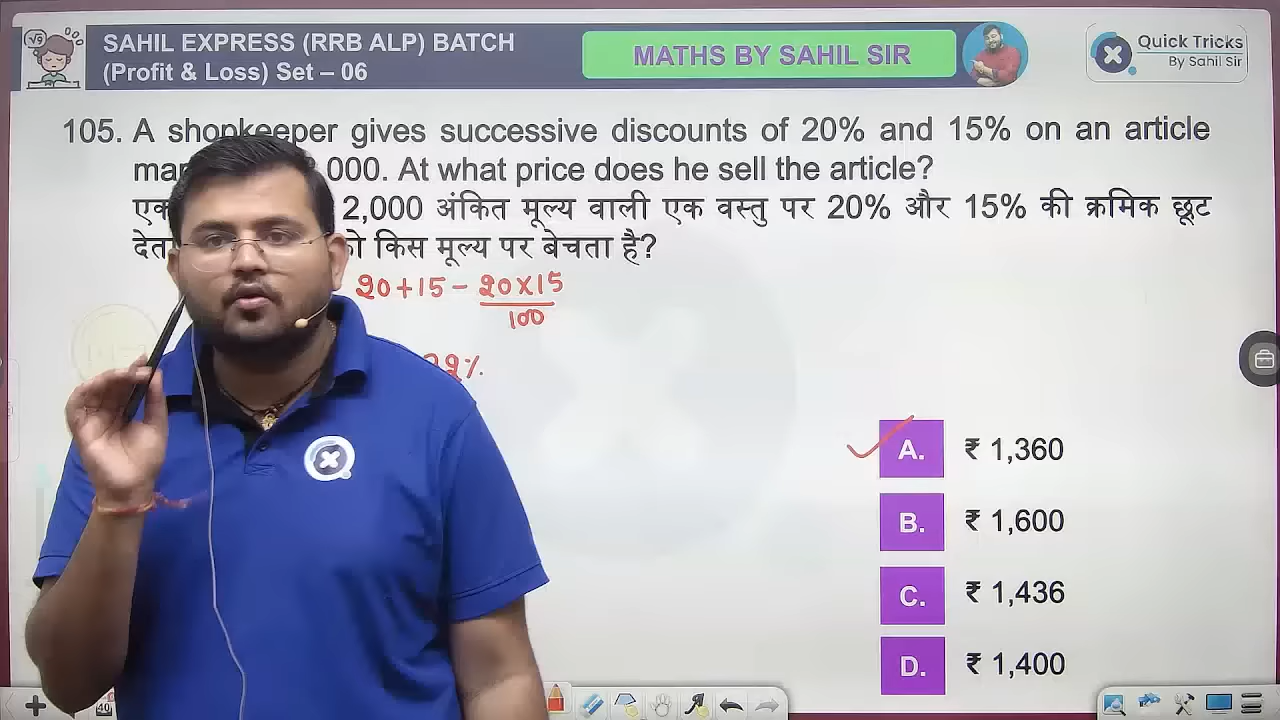 SAHIL EXPRESS (RRB ALP) BATCH
(Profit & Loss) Set – 06
MATHS BY SAHIL SIR
Quick Tricks
By Sahil Sir
105. A shopkeeper gives successive discounts of 20% and 15% on an article
000. At what price does he sell the article?
2,000 अंकित मूल्य वाली एक वस्तु पर 20% और 15% की क्रमिक छूट
किस मूल्य पर बेचता है?
20+15-20×15
100
A. ₹ 1,360
B. ₹ 1,600
C. ₹ 1,436
D. ₹ 1,400